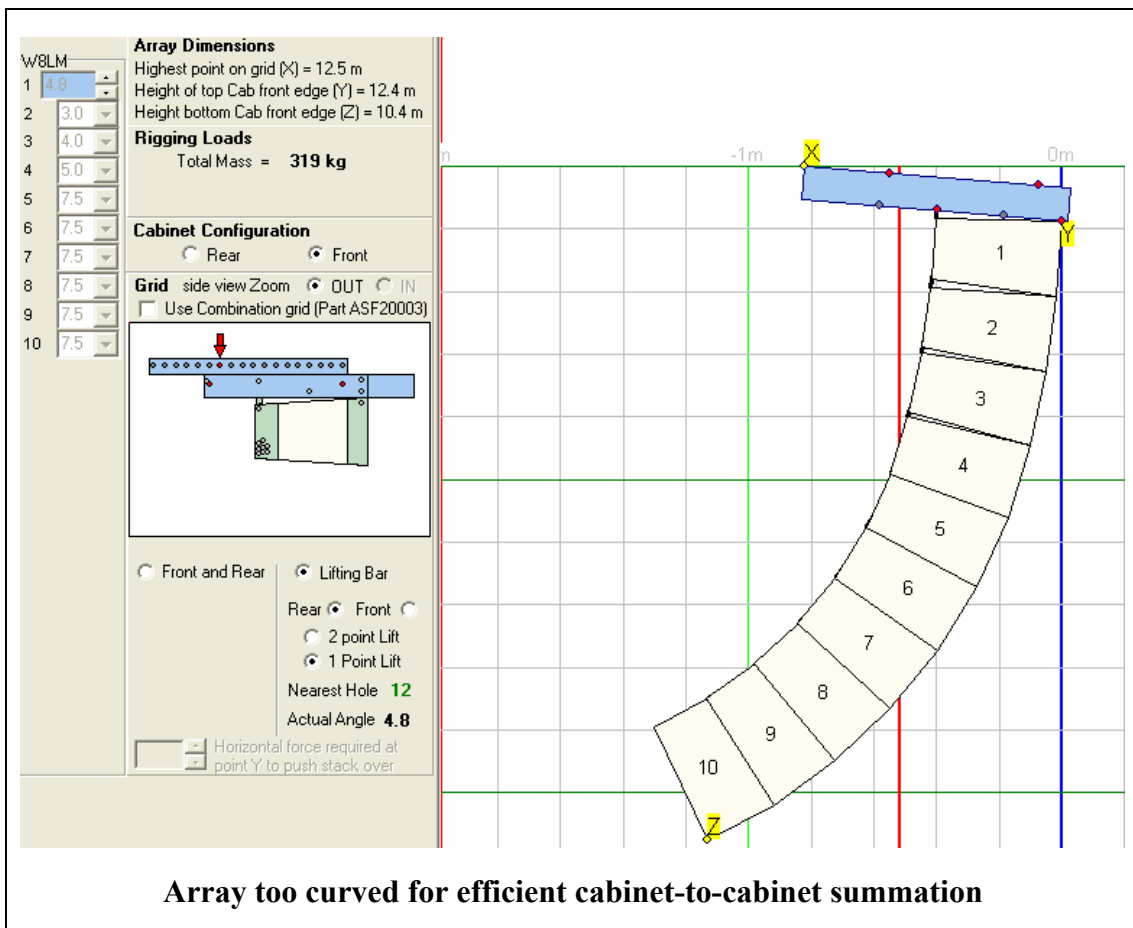 W8LM
1 4.8
2 3.0
3 4.0
4 5.0
5 7.5
6 7.5
7 7.5
8 7.5
9 7.5
10 7.5
Array Dimensions
Highest point on grid (X) = 12.5 m
Height of top Cab front edge (Y) = 12.4 m
Height bottom Cab front edge (Z) = 10.4 m
Rigging Loads
Total Mass = 319 kg
Cabinet Configuration
Rear Front
Grid side view Zoom OUT IN
Use Combination grid (Part ASF20003)
Front and Rear Lifting Bar
Rear Front
2 point Lift
1 Point Lift
Nearest Hole 12
Actual Angle 4.8
Horizontal force required at
point Y to push stack over
m -1m 0m
X
Y
1
2
3
4
5
6
7
8
9
10
Z
Array too curved for efficient cabinet-to-cabinet summation